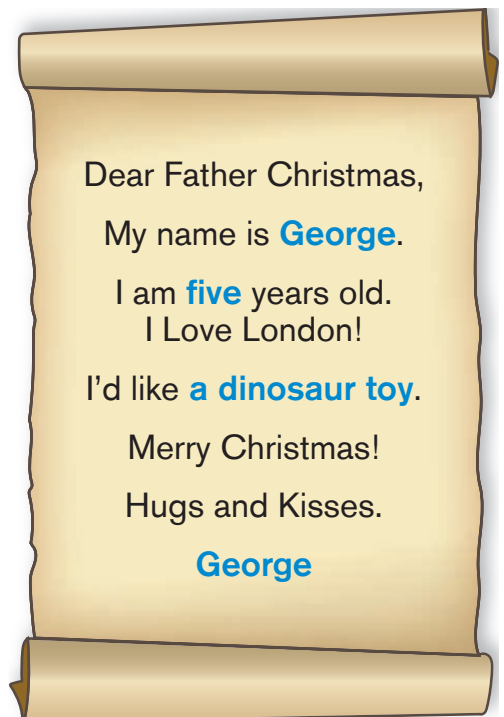 Dear Father Christmas,
My name is George.
I am five years old.
I Love London!
I'd like a dinosaur toy.
Merry Christmas!
Hugs and Kisses.
George